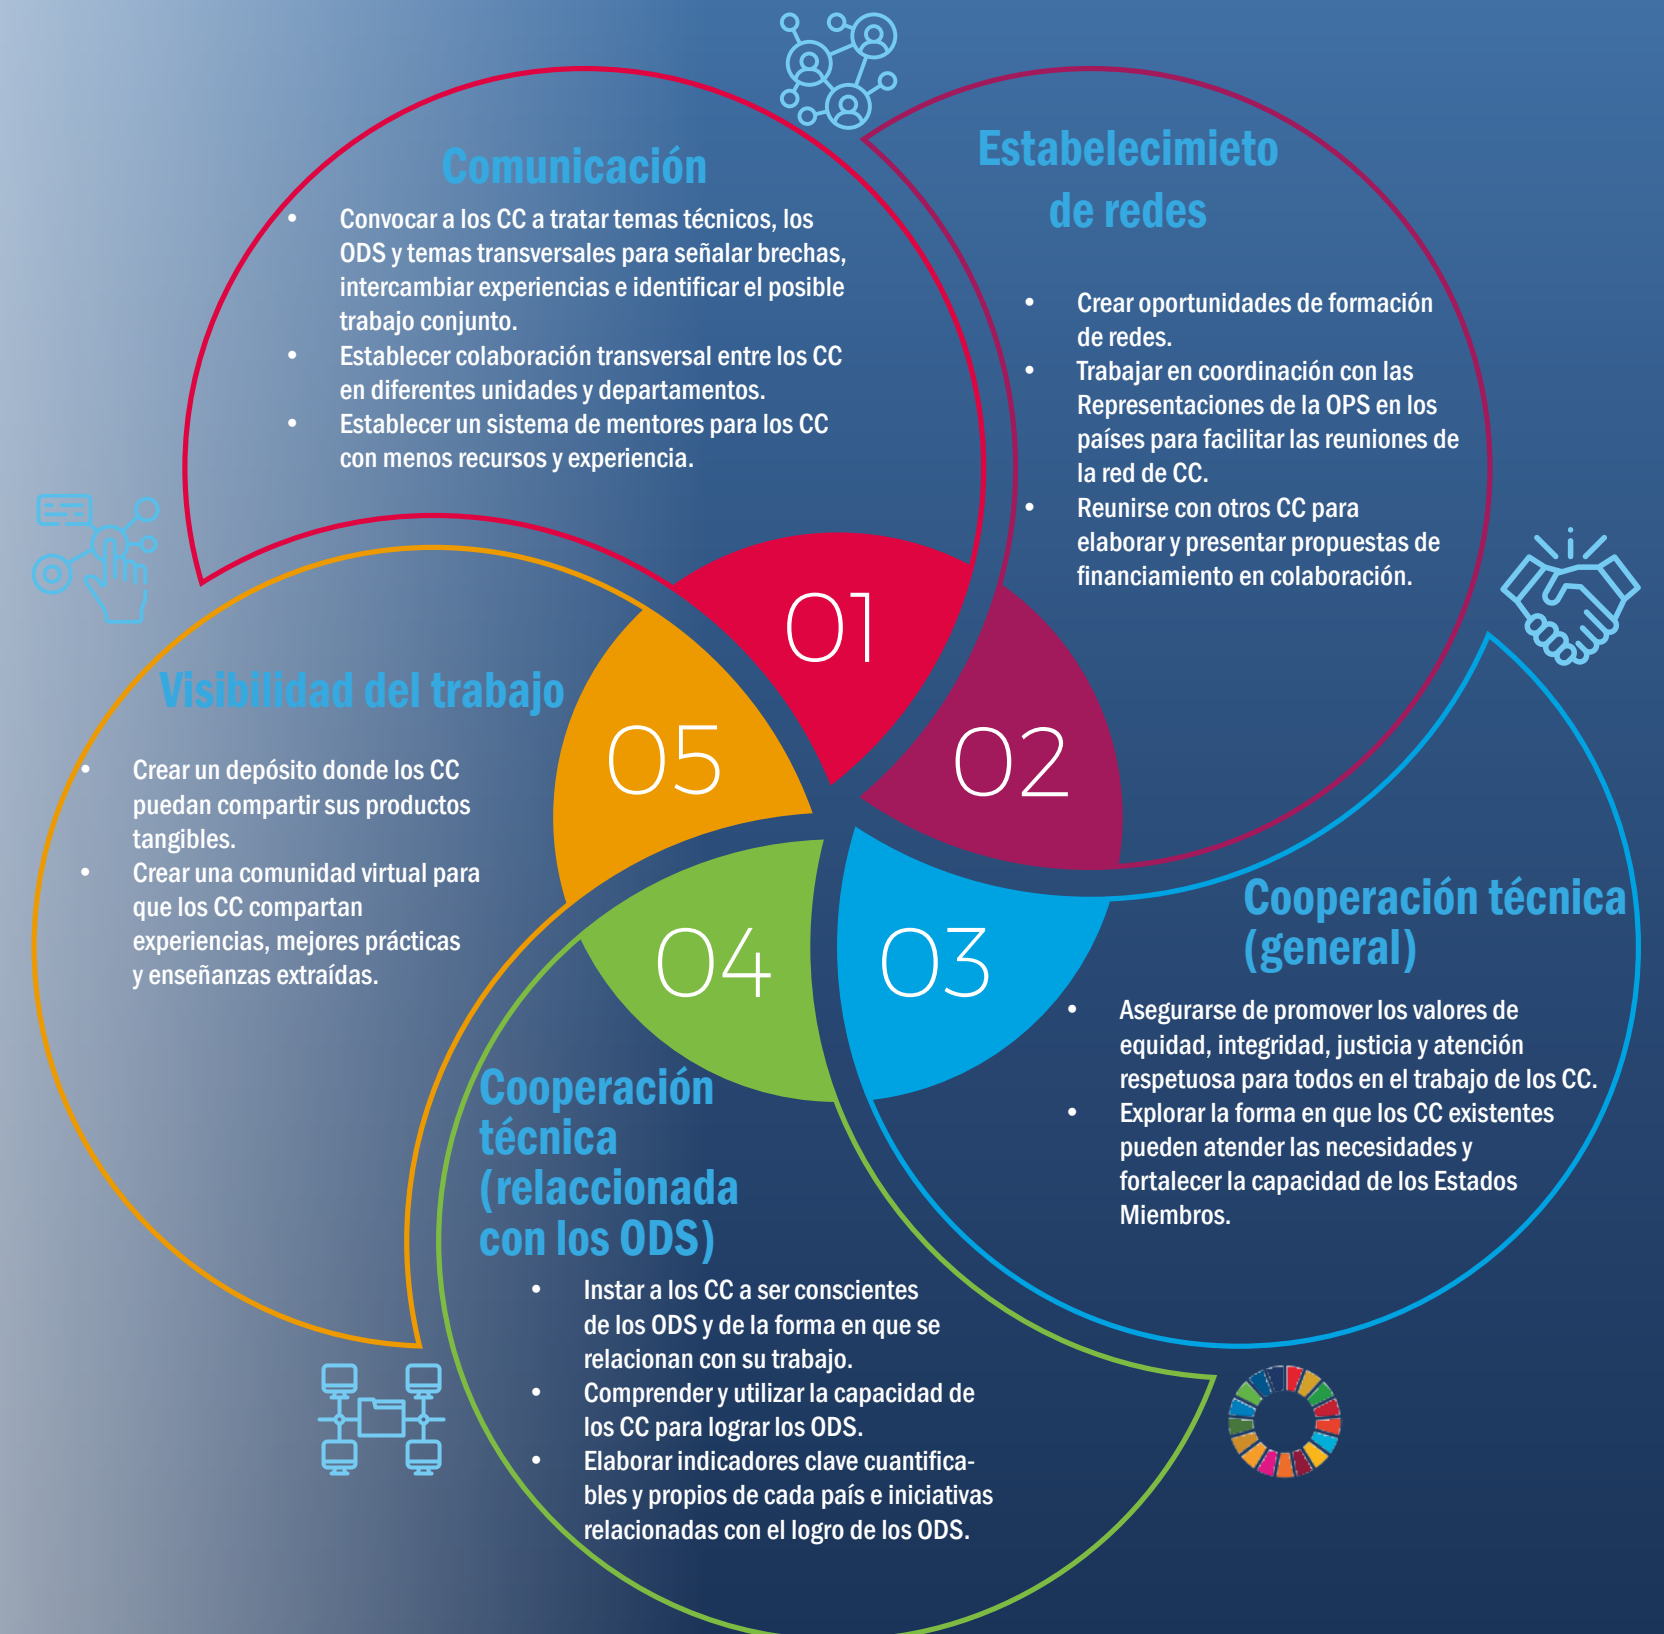 Comunicación
• Convocar a los CC a tratar temas técnicos, los
ODS y temas transversales para señalar brechas,
intercambiar experiencias e identificar el posible
trabajo conjunto.
• Establecer colaboración transversal entre los CC
en diferentes unidades y departamentos.
• Establecer un sistema de mentores para los CC
con menos recursos y experiencia.
01
Estabelecimieto
de redes
• Crear oportunidades de formación
de redes.
• Trabajar en coordinación con las
Representaciones de la OPS en los
países para facilitar las reuniones de
la red de CC.
• Reunirse con otros CC para
elaborar y presentar propuestas de
financiamiento en colaboración.
02
Cooperación técnica
(general)
• Asegurarse de promover los valores de
equidad, integridad, justicia y atención
respetuosa para todos en el trabajo de los CC.
• Explorar la forma en que los CC existentes
pueden atender las necesidades y
fortalecer la capacidad de los Estados
Miembros.
03
Cooperación
técnica
(relaccionada
con los ODS)
• Instar a los CC a ser conscientes
de los ODS y de la forma en que se
relacionan con su trabajo.
• Comprender y utilizar la capacidad de
los CC para lograr los ODS.
• Elaborar indicadores clave cuantifica-
bles y propios de cada país e iniciativas
relacionadas con el logro de los ODS.
04
Visibilidad del trabajo
• Crear un depósito donde los CC
puedan compartir sus productos
tangibles.
• Crear una comunidad virtual para
que los CC compartan
experiencias, mejores prácticas
y enseñanzas extraídas.
05